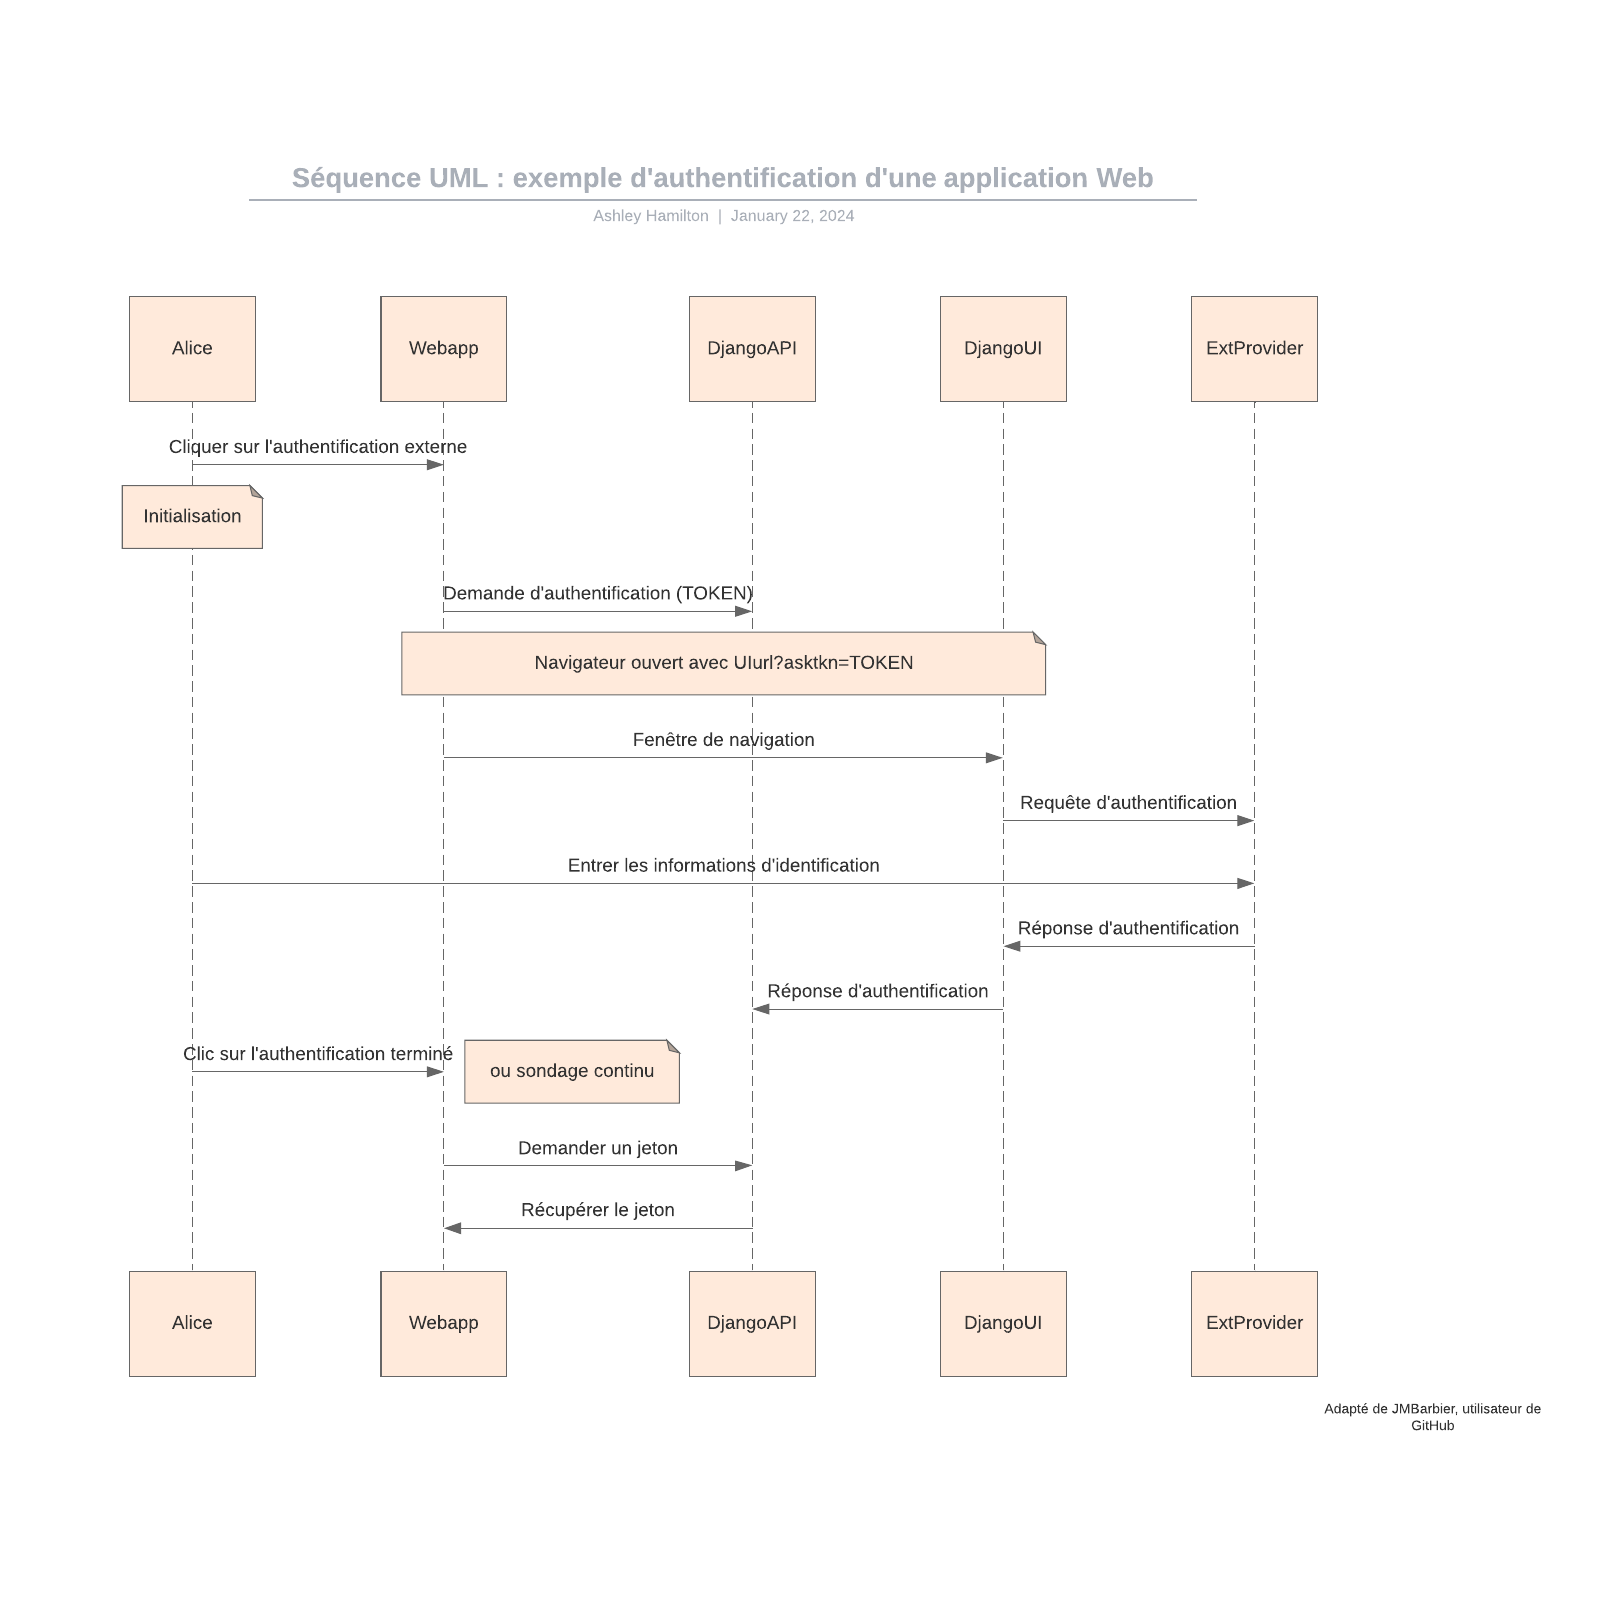 Séquence UML : exemple d'authentification d'une application Web
Ashley Hamilton | January 22, 2024
Alice
Webapp
DjangoAPI
DjangoUI
ExtProvider
Cliquer sur l'authentification externe
Initialisation
Demande d'authentification (TOKEN)
Navigateur ouvert avec UIurl?asktkn=TOKEN
Fenêtre de navigation
Requête d'authentification
Entrer les informations d'identification
Réponse d'authentification
Réponse d'authentification
Clic sur l'authentification terminé
ou sondage continu
Demander un jeton
Récupérer le jeton
Alice
Webapp
DjangoAPI
DjangoUI
ExtProvider
Adapté de JMBarbier, utilisateur de
GitHub